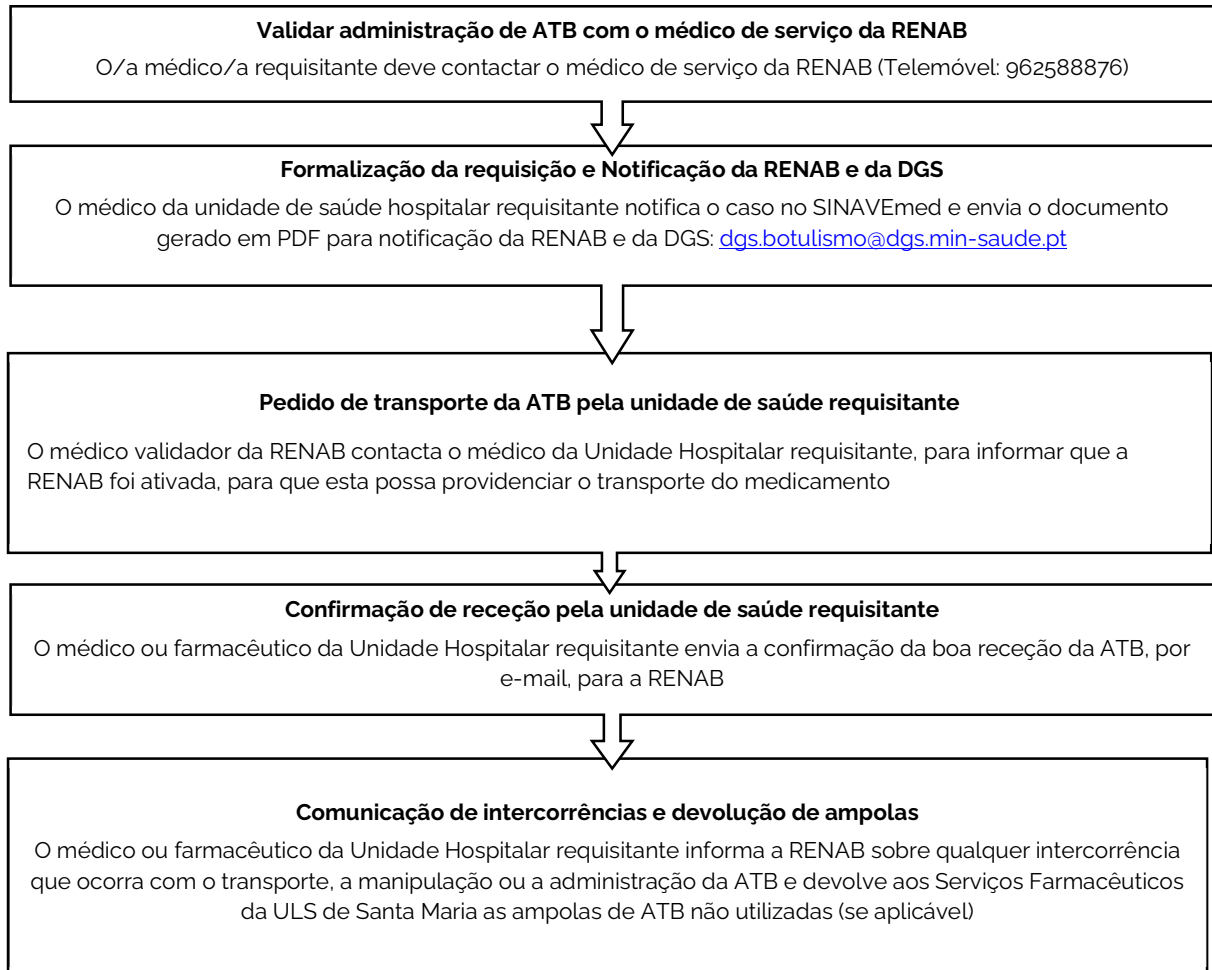 Validar administração de ATB com o médico de serviço da RENAB
O/a médico/a requisitante deve contactar o médico de serviço da RENAB (Telemóvel: 962588876)
Formalização da requisição e Notificação da RENAB e da DGS
O médico da unidade de saúde hospitalar requisitante notifica o caso no SINAVEmed e envia o documento
gerado em PDF para notificação da RENAB e da DGS: dgs.botulismo@dgs.min-saude.pt
Pedido de transporte da ATB pela unidade de saúde requisitante
O médico validador da RENAB contacta o médico da Unidade Hospitalar requisitante, para informar que a
RENAB foi ativada, para que esta possa providenciar o transporte do medicamento
Confirmação de receção pela unidade de saúde requisitante
O médico ou farmacêutico da Unidade Hospitalar requisitante envia a confirmação da boa receção da ATB, por
e-mail, para a RENAB
Comunicação de intercorrências e devolução de ampolas
O médico ou farmacêutico da Unidade Hospitalar requisitante informa a RENAB sobre qualquer intercorrência
que ocorra com o transporte, a manipulação ou a administração da ATB e devolve aos Serviços Farmacêuticos
da ULS de Santa Maria as ampolas de ATB não utilizadas (se aplicável)